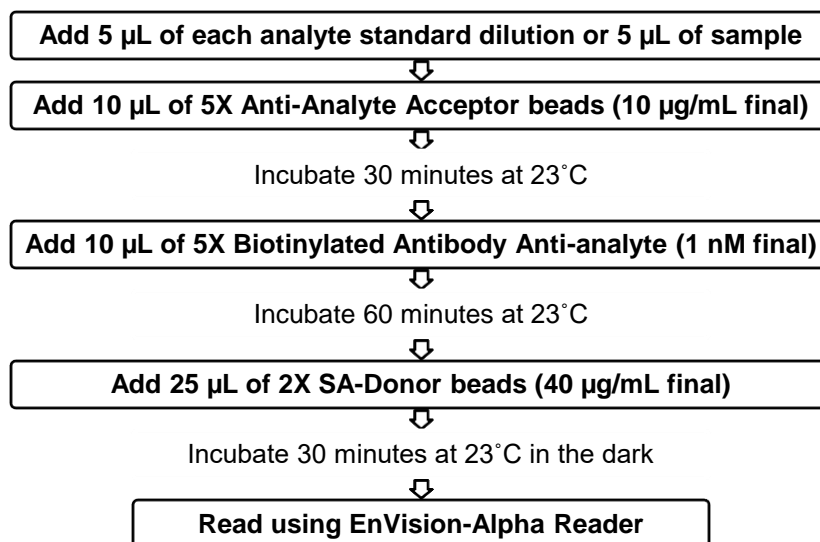 Add 5 µL of each analyte standard dilution or 5 µL of sample
Add 10 µL of 5X Anti-Analyte Acceptor beads (10 µg/mL final)
Incubate 30 minutes at 23˚C
Add 10 µL of 5X Biotinylated Antibody Anti-analyte (1 nM final)
Incubate 60 minutes at 23˚C
Add 25 µL of 2X SA-Donor beads (40 µg/mL final)
Incubate 30 minutes at 23˚C in the dark
Read using EnVision-Alpha Reader